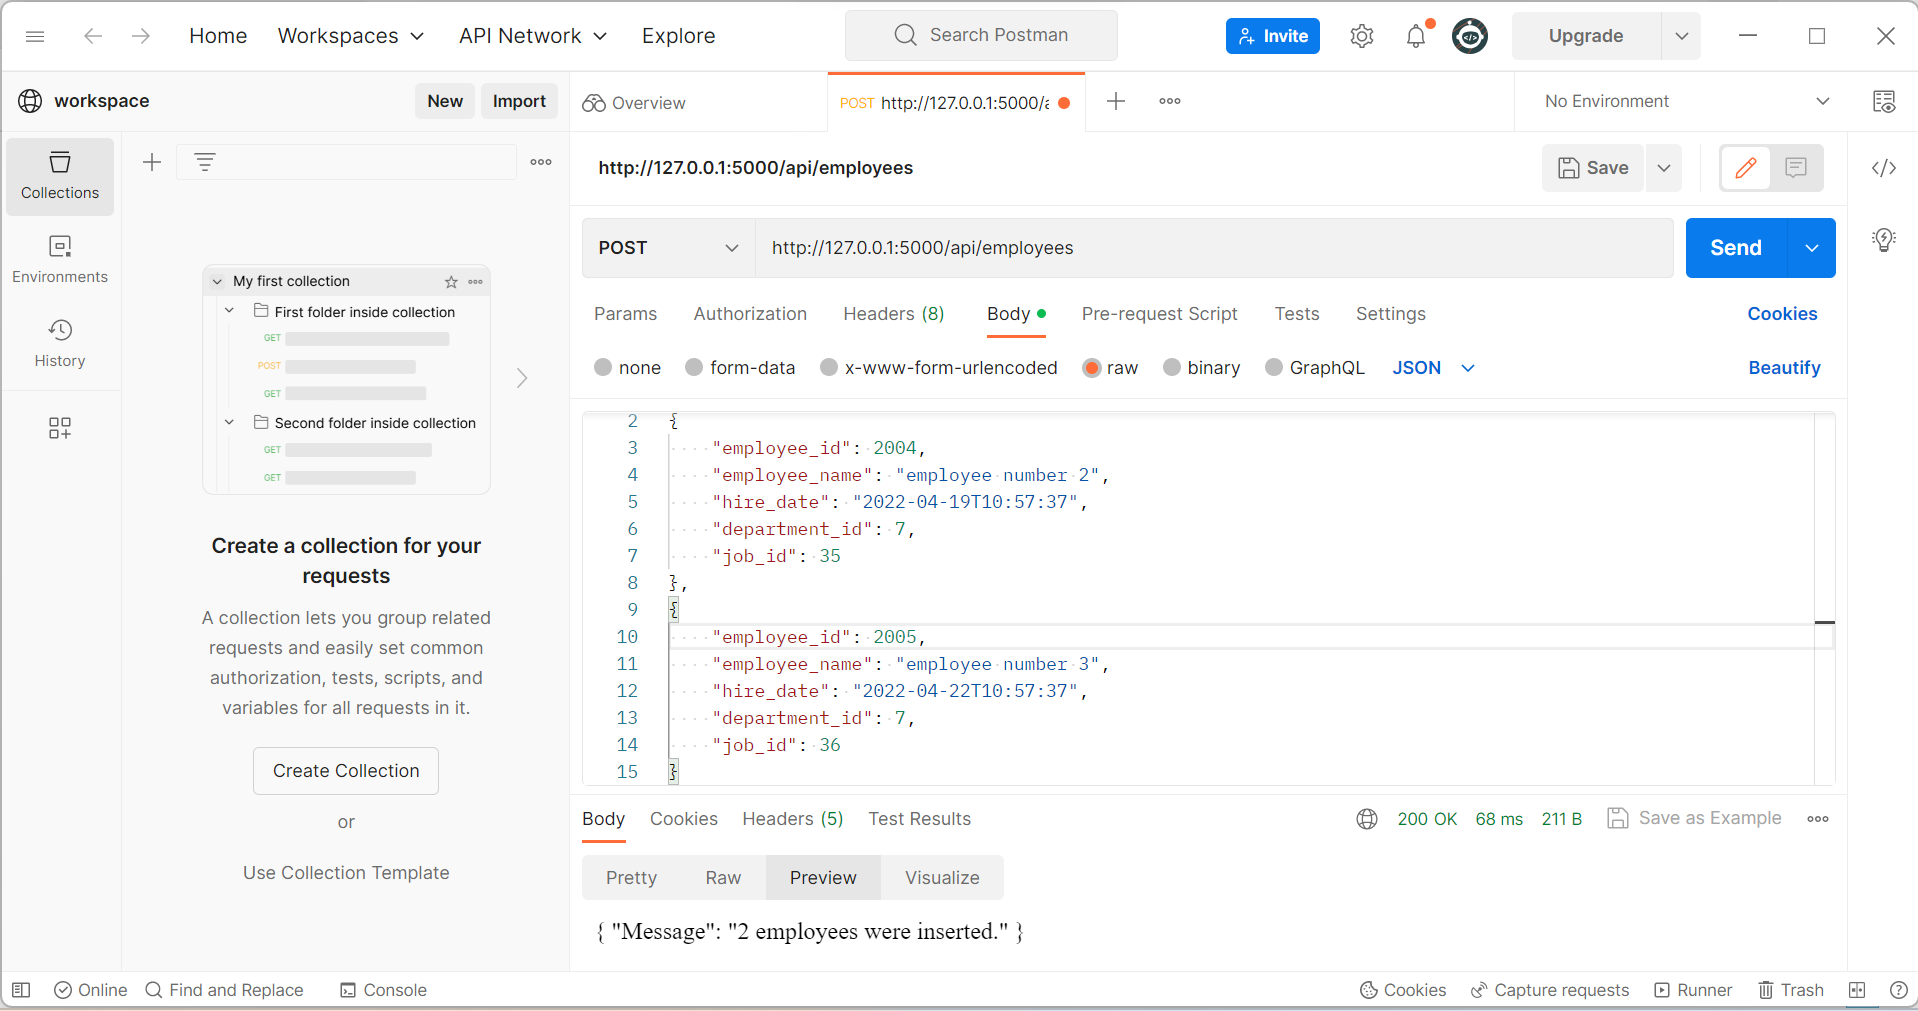 Home Workspaces API Network Explore Search Postman Invite Upgrade
workspace New Import Overview POST http://127.0.0.1:5000/a No Environment
http://127.0.0.1:5000/api/employees Save
Collections
Environments
History
My first collection
First folder inside collection
GET
POST
GET
Second folder inside collection
GET
GET
Create a collection for your
requests
A collection lets you group related
requests and easily set common
authorization, tests, scripts, and
variables for all requests in it.
Create Collection
or
Use Collection Template
POST http://127.0.0.1:5000/api/employees Send
Params Authorization Headers (8) Body Pre-request Script Tests Settings Cookies
none form-data x-www-form-urlencoded raw binary GraphQL JSON Beautify
2 {
3 "employee_id": 2004,
4 "employee_name": "employee number 2",
5 "hire_date": "2022-04-19T10:57:37",
6 "department_id": 7,
7 "job_id": 35
8 },
9 {
10 "employee_id": 2005,
11 "employee_name": "employee number 3",
12 "hire_date": "2022-04-22T10:57:37",
13 "department_id": 7,
14 "job_id": 36
15 }
Body Cookies Headers (5) Test Results 200 OK 68 ms 211 B Save as Example
Pretty Raw Preview Visualize
{ "Message": "2 employees were inserted." }
Online Find and Replace Console Cookies Capture requests Runner Trash